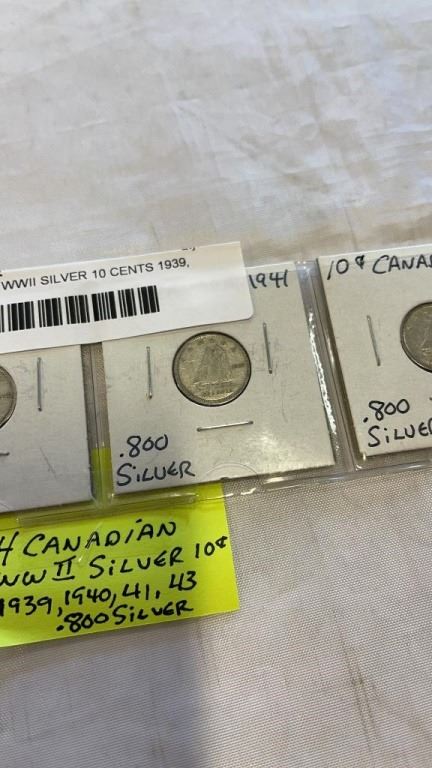 WWII SILVER 10 CENTS 1939,
1941
10¢ CANA
.800
SILVER
.800
SILVER
4 CANADIAN
WW II SILVER 10¢
1939, 1940, 41, 43
.800 SILVER